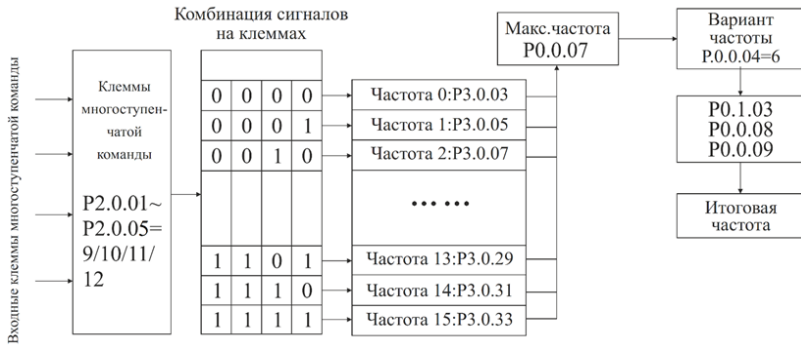 Входные клеммы многоступенчатой команды
Клеммы
многоступен-
чатой
команды
P2.0.01~
P2.0.05=
9/10/11/
12
Комбинация сигналов
на клеммах
0 0 0 0
0 0 0 1
0 0 1 0
1 1 0 1
1 1 1 0
1 1 1 1
Частота 0:P3.0.03
Частота 1:P3.0.05
Частота 2:P3.0.07
…… 
Частота 13:P3.0.29
Частота 14:P3.0.31
Частота 15:P3.0.33
Макс.частота
P0.0.07
Вариант
частоты
P.0.0.04=6
P0.1.03
P0.0.08
P0.0.09
Итоговая
частота